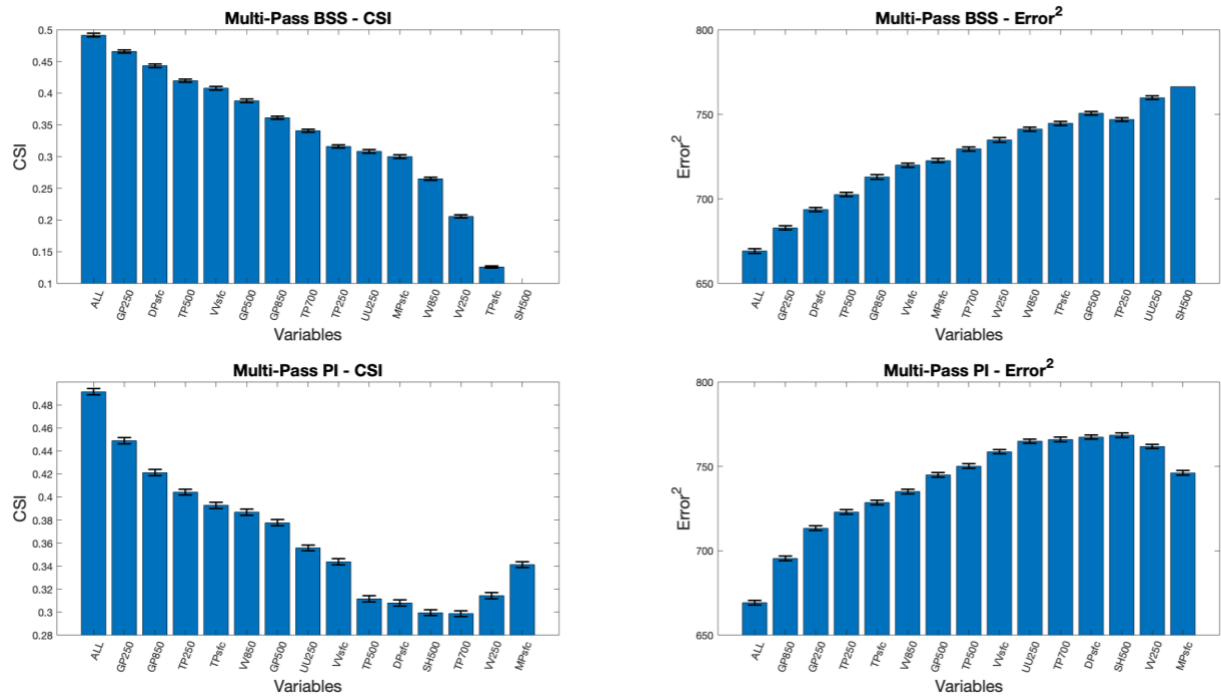 Multi-Pass BSS - CSI
0.5
0.45
0.4
0.35
0.3
0.25
0.2
0.15
0.1
CSI
ALL GP250 DPsfc TP500 VVsfc GP500 GP850 TP700 TP250 UU250 MPsfc VV850 VV250 TPsfc SH500
Variables
Multi-Pass BSS - Error²
800
750
700
650
Error²
ALL GP250 DPsfc TP500 GP850 VVsfc MPsfc TP700 VV250 VV850 TPsfc GP500 TP250 UU250 SH500
Variables
Multi-Pass PI - CSI
0.48
0.46
0.44
0.42
0.4
0.38
0.36
0.34
0.32
0.3
0.28
CSI
ALL GP250 GP850 TP250 TPsfc VV850 GP500 UU250 VVsfc TP500 DPsfc SH500 TP700 VV250 MPsfc
Variables
Multi-Pass PI - Error²
800
750
700
650
Error²
ALL GP850 GP250 TP250 TPsfc VV850 GP500 TP500 VVsfc UU250 TP700 DPsfc SH500 VV250 MPsfc
Variables